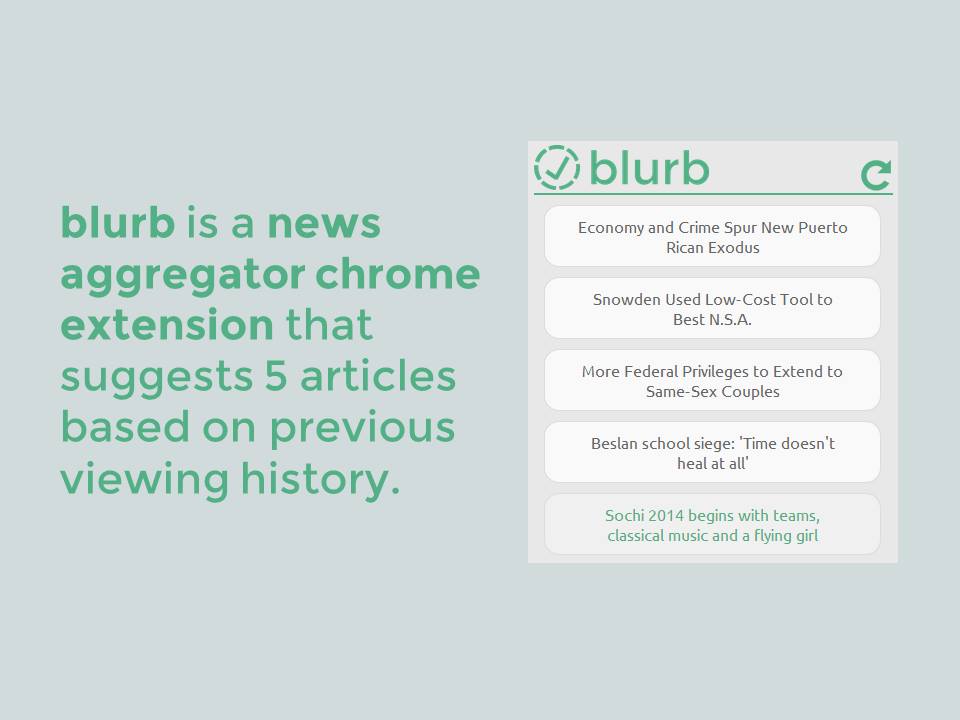 blurb is a news
aggregator chrome
extension that
suggests 5 articles
based on previous
viewing history.
blurb
Economy and Crime Spur New Puerto
Rican Exodus
Snowden Used Low-Cost Tool to
Best N.S.A.
More Federal Privileges to Extend to
Same-Sex Couples
Beslan school siege: 'Time doesn't
heal at all'
Sochi 2014 begins with teams,
classical music and a flying girl